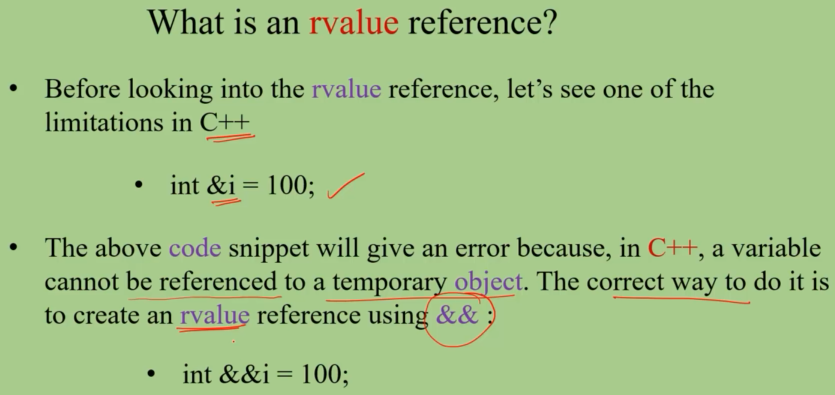 What is an rvalue reference?
• Before looking into the rvalue reference, let's see one of the
limitations in C++
• int &i = 100;
• The above code snippet will give an error because, in C++, a variable
cannot be referenced to a temporary object. The correct way to do it is
to create an rvalue reference using && :
• int &&i = 100;